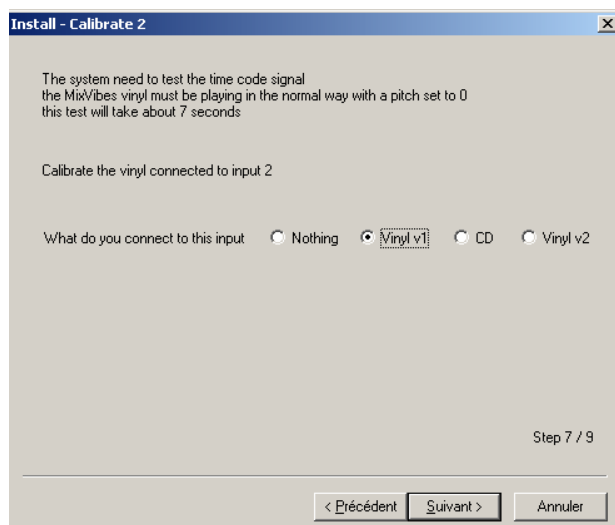 Install - Calibrate 2
The system need to test the time code signal
the MixVibes vinyl must be playing in the normal way with a pitch set to 0
this test will take about 7 seconds
Calibrate the vinyl connected to input 2
What do you connect to this input Nothing Vinyl v1 CD Vinyl v2
Step 7 / 9
< Précédent Suivant > Annuler